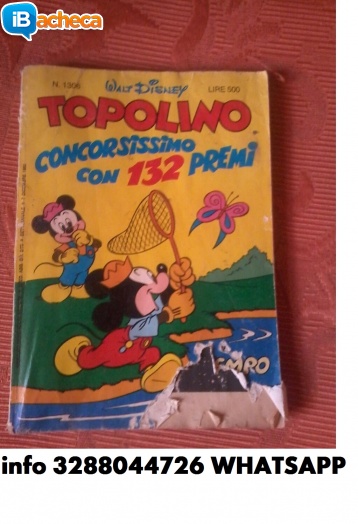 iBacheca
N. 1306
WALT DISNEY
LIRE 500
TOPOLINO
CONCORSISSIMO
CON 132 PREMI
info 3288044726 WHATSAPP